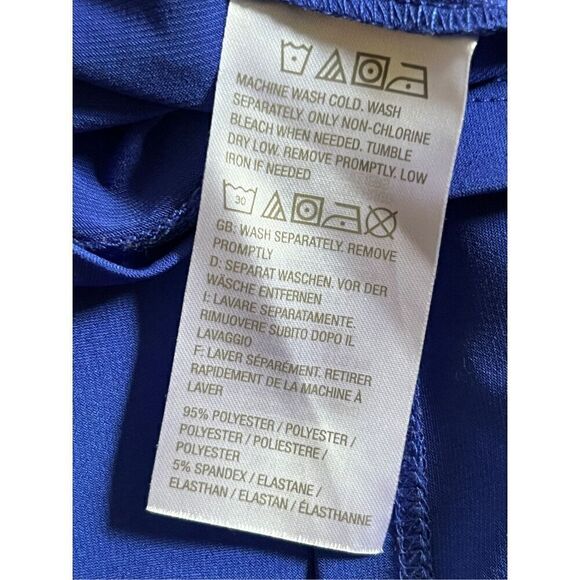 MACHINE WASH COLD. WASH
SEPARATELY. ONLY NON-CHLORINE
BLEACH WHEN NEEDED. TUMBLE
DRY LOW. REMOVE PROMPTLY. LOW
IRON IF NEEDED
30
GB: WASH SEPARATELY. REMOVE
PROMPTLY
D: SEPARAT WASCHEN. VOR DER
WÄSCHE ENTFERNEN
I: LAVARE SEPARATAMENTE.
RIMUOVERE SUBITO DOPO IL
LAVAGGIO
F: LAVER SÉPARÉMENT. RETIRER
RAPIDEMENT DE LA MACHINE À
LAVER
95% POLYESTER / POLYESTER /
POLYESTER / POLIESTERE /
POLYESTER
5% SPANDEX / ELASTANE /
ELASTHAN / ELASTAN / ÉLASTHANNE